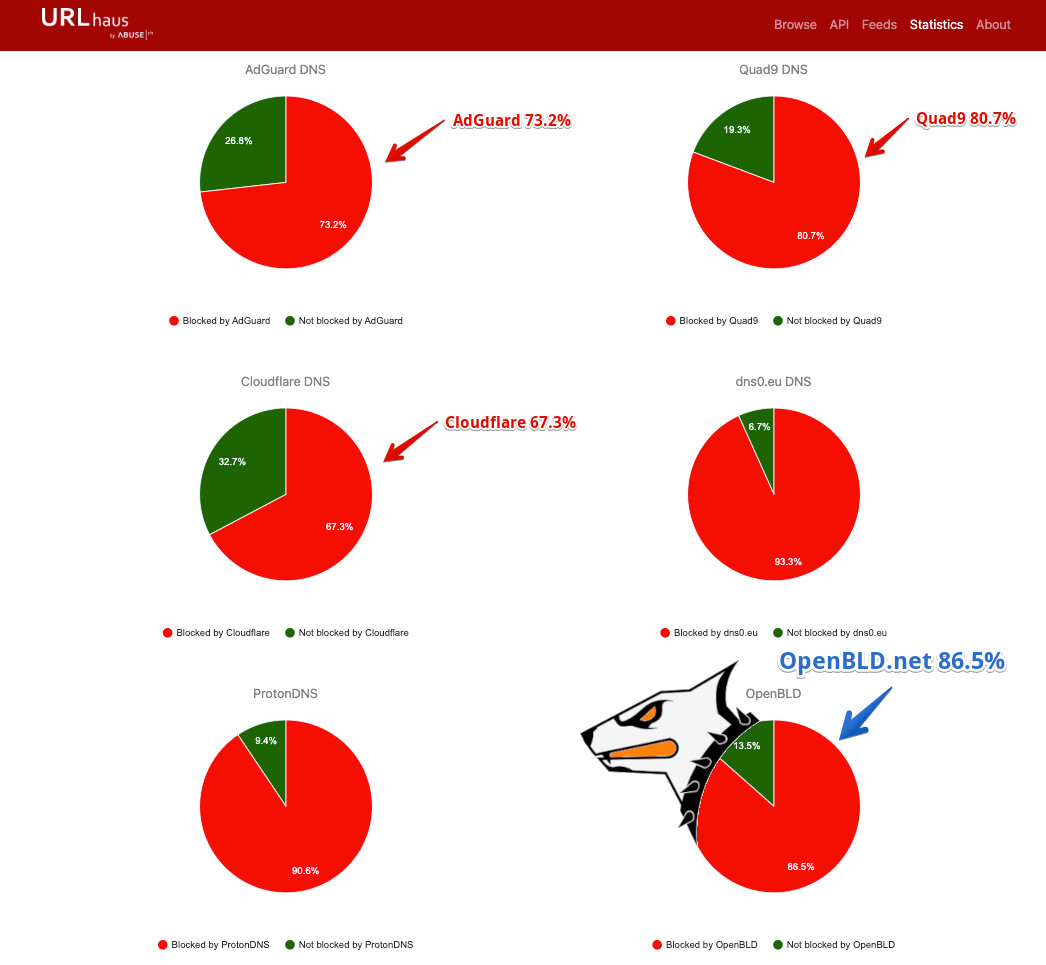 URLhaus
by ABUSE|ch
Browse API Feeds Statistics About
AdGuard DNS
26.8%
73.2%
AdGuard 73.2%
Blocked by AdGuard Not blocked by AdGuard
Quad9 DNS
19.3%
80.7%
Quad9 80.7%
Blocked by Quad9 Not blocked by Quad9
Cloudflare DNS
32.7%
67.3%
Cloudflare 67.3%
Blocked by Cloudflare Not blocked by Cloudflare
dns0.eu DNS
6.7%
93.3%
Blocked by dns0.eu Not blocked by dns0.eu
ProtonDNS
9.4%
90.6%
Blocked by ProtonDNS Not blocked by ProtonDNS
OpenBLD.net 86.5%
OpenBLD
13.5%
86.5%
Blocked by OpenBLD Not blocked by OpenBLD